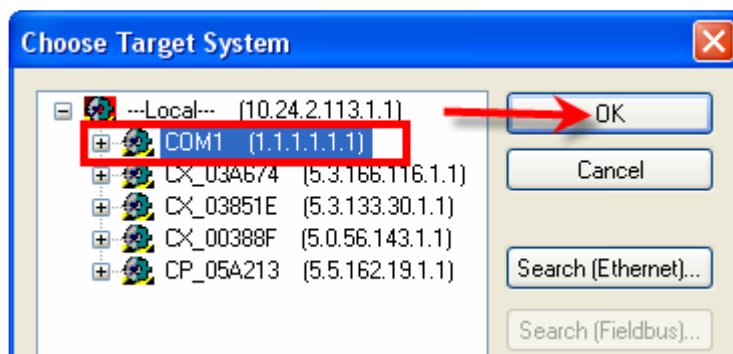 Choose Target System
---Local--- (10.24.2.113.1.1)
COM1 (1.1.1.1.1.1)
CX_03A674 (5.3.166.116.1.1)
CX_03851E (5.3.133.30.1.1)
CX_00388F (5.0.56.143.1.1)
CP_05A213 (5.5.162.19.1.1)
OK
Cancel
Search (Ethernet)...
Search (Fieldbus)...